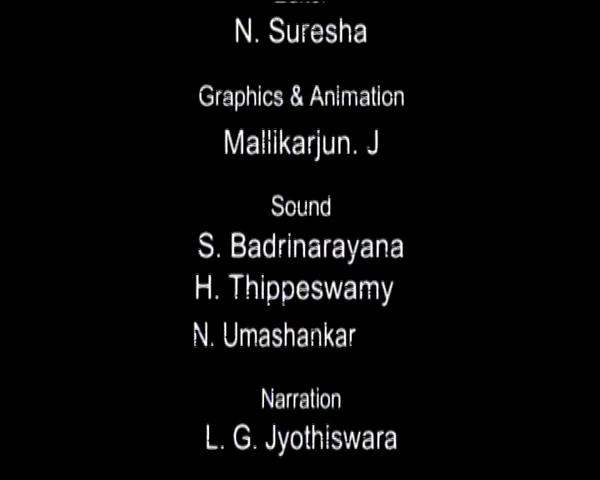 N. Suresha
Graphics & Animation
Mallikarjun. J
Sound
S. Badrinarayana
H. Thippeswamy
N. Umashankar
Narration
L. G. Jyothiswara